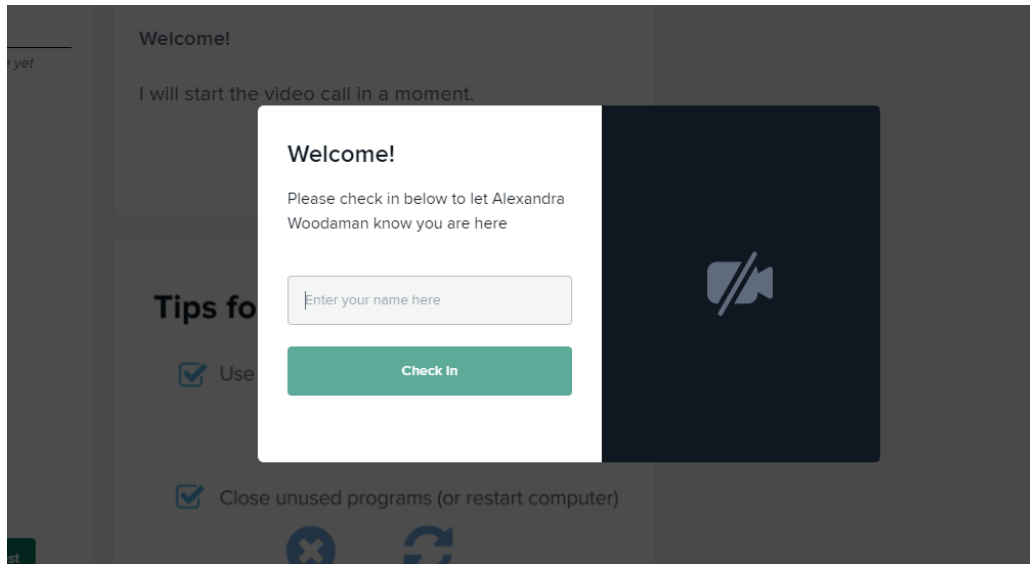 yet
Welcome!
I will start the video call in a moment.
Welcome!
Please check in below to let Alexandra
Woodaman know you are here
Enter your name here
Check In
Tips fo
Use
Close unused programs (or restart computer)
st